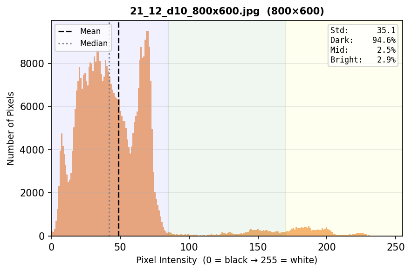 21_12_d10_800x600.jpg  (800×600)
Mean
Median
Std: 35.1
Dark: 94.6%
Mid: 2.5%
Bright: 2.9%
Number of Pixels
8000
6000
4000
2000
0
0 50 100 150 200 250
Pixel Intensity  (0 = black → 255 = white)